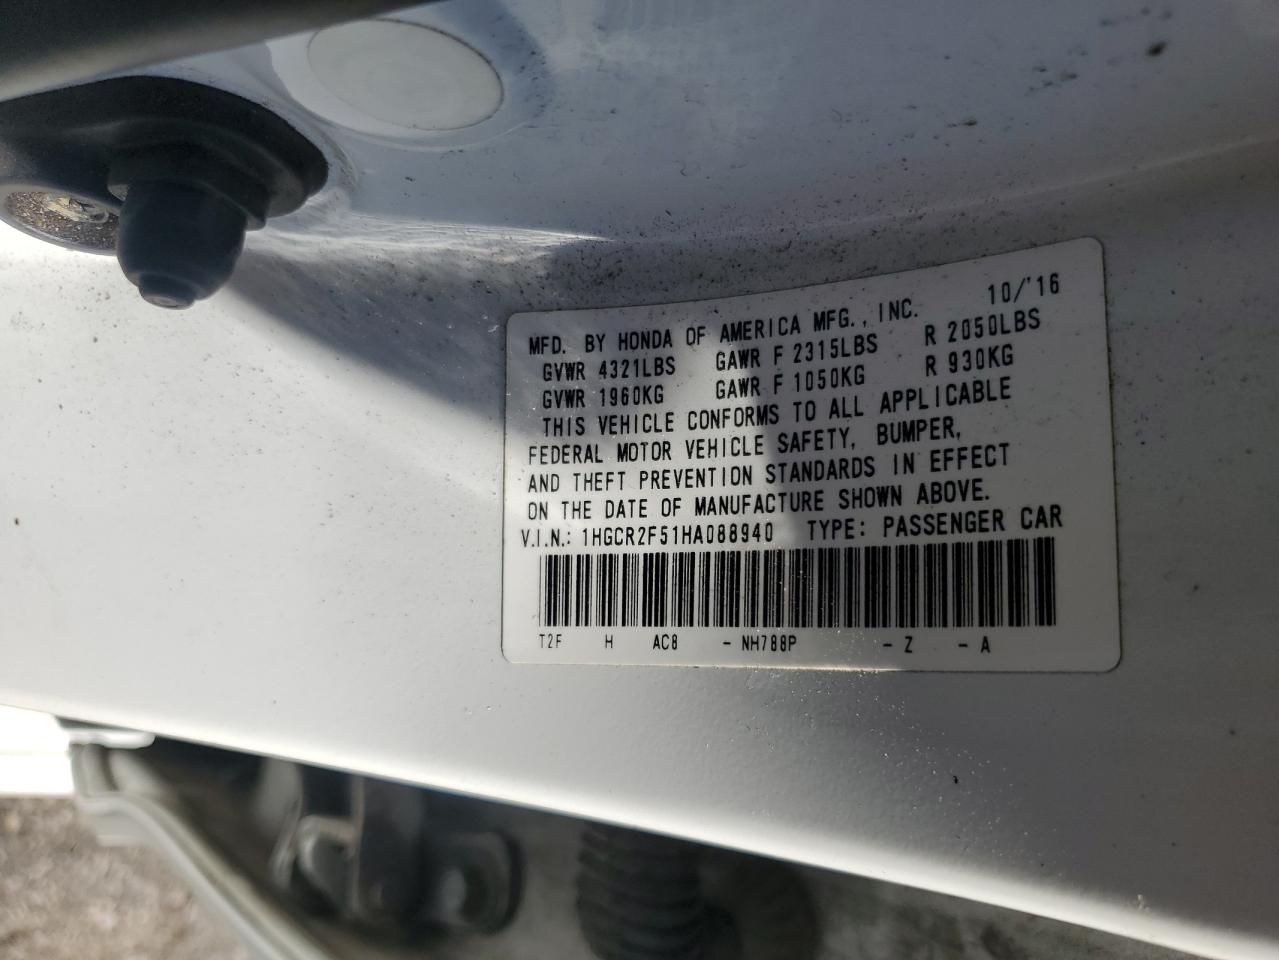 10/'16
MFD. BY HONDA OF AMERICA MFG., INC.
GVWR 4321LBS GAWR F 2315LBS R 2050LBS
GVWR 1960KG GAWR F 1050KG R 930KG
THIS VEHICLE CONFORMS TO ALL APPLICABLE
FEDERAL MOTOR VEHICLE SAFETY, BUMPER,
AND THEFT PREVENTION STANDARDS IN EFFECT
ON THE DATE OF MANUFACTURE SHOWN ABOVE.
V.I.N.: 1HGCR2F51HA088940 TYPE: PASSENGER CAR
T2F H AC8 - NH788P - Z - A